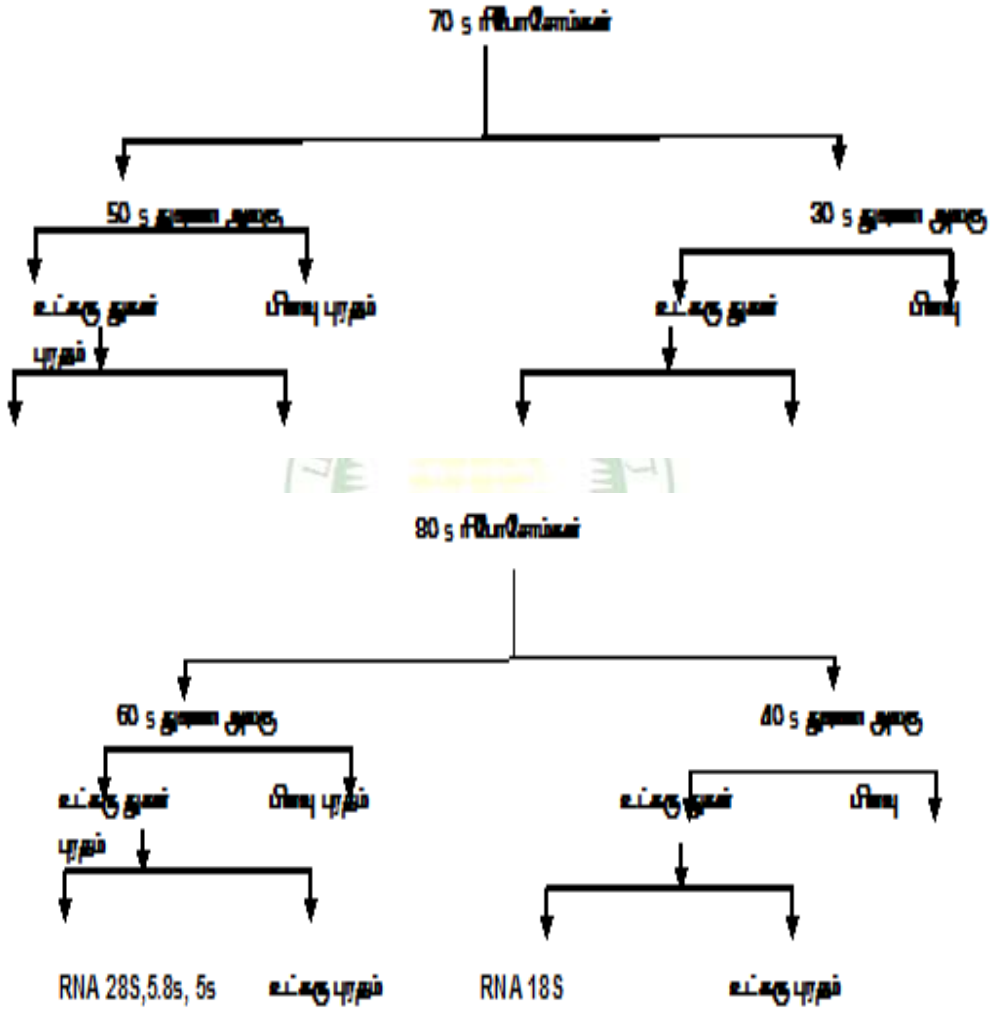 70 s ரிபோசோம்கள்
50 s துணை அலகு
30 s துணை அலகு
உட்கரு துகள்
பிளவு புரதம்
உட்கரு துகள்
பிளவு
புரதம்
80 s ரிபோசோம்கள்
60 s துணை அலகு
40 s துணை அலகு
உட்கரு துகள்
பிளவு புரதம்
உட்கரு துகள்
பிளவு
புரதம்
RNA 28S,5.8s, 5s
உட்கரு புரதம்
RNA 18S
உட்கரு புரதம்